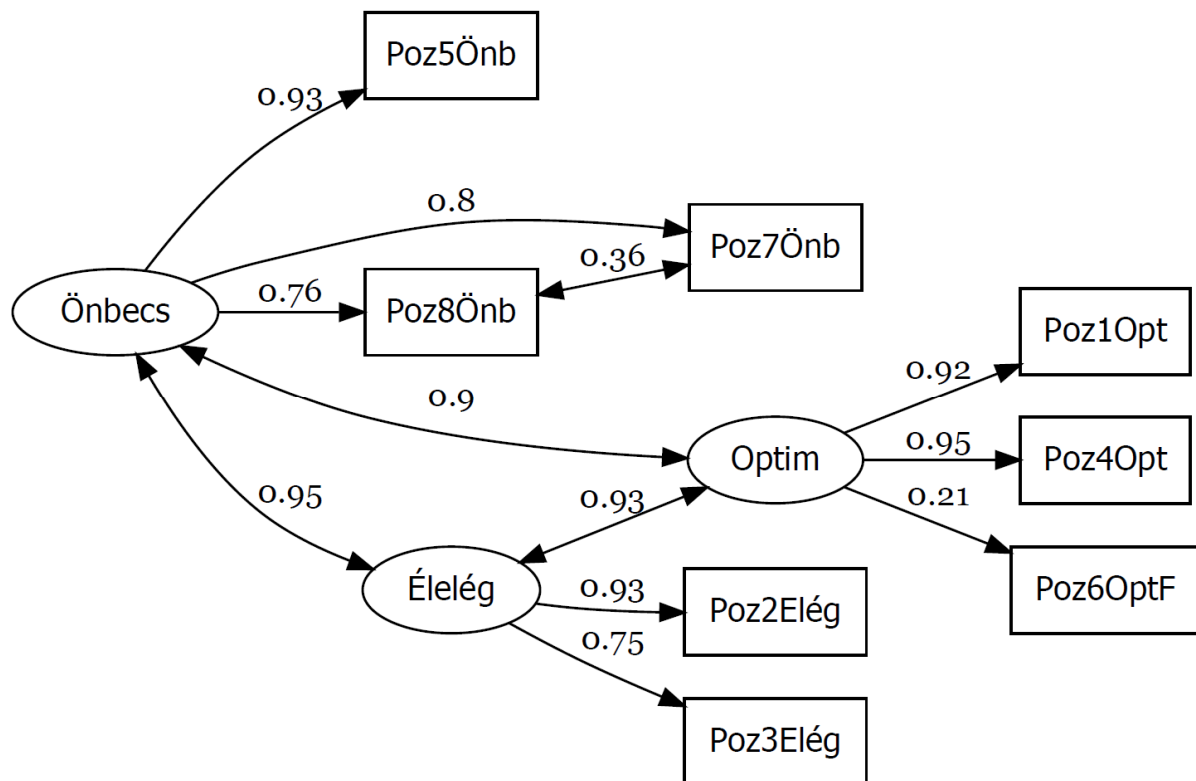 Poz5Önb
0.93
0.8
Poz7Önb
0.36
Önbecs
0.76
Poz8Önb
Poz1Opt
0.92
0.9
Optim
0.95
Poz4Opt
0.21
0.95
0.93
Poz6OptF
Élelég
0.93
Poz2Elég
0.75
Poz3Elég